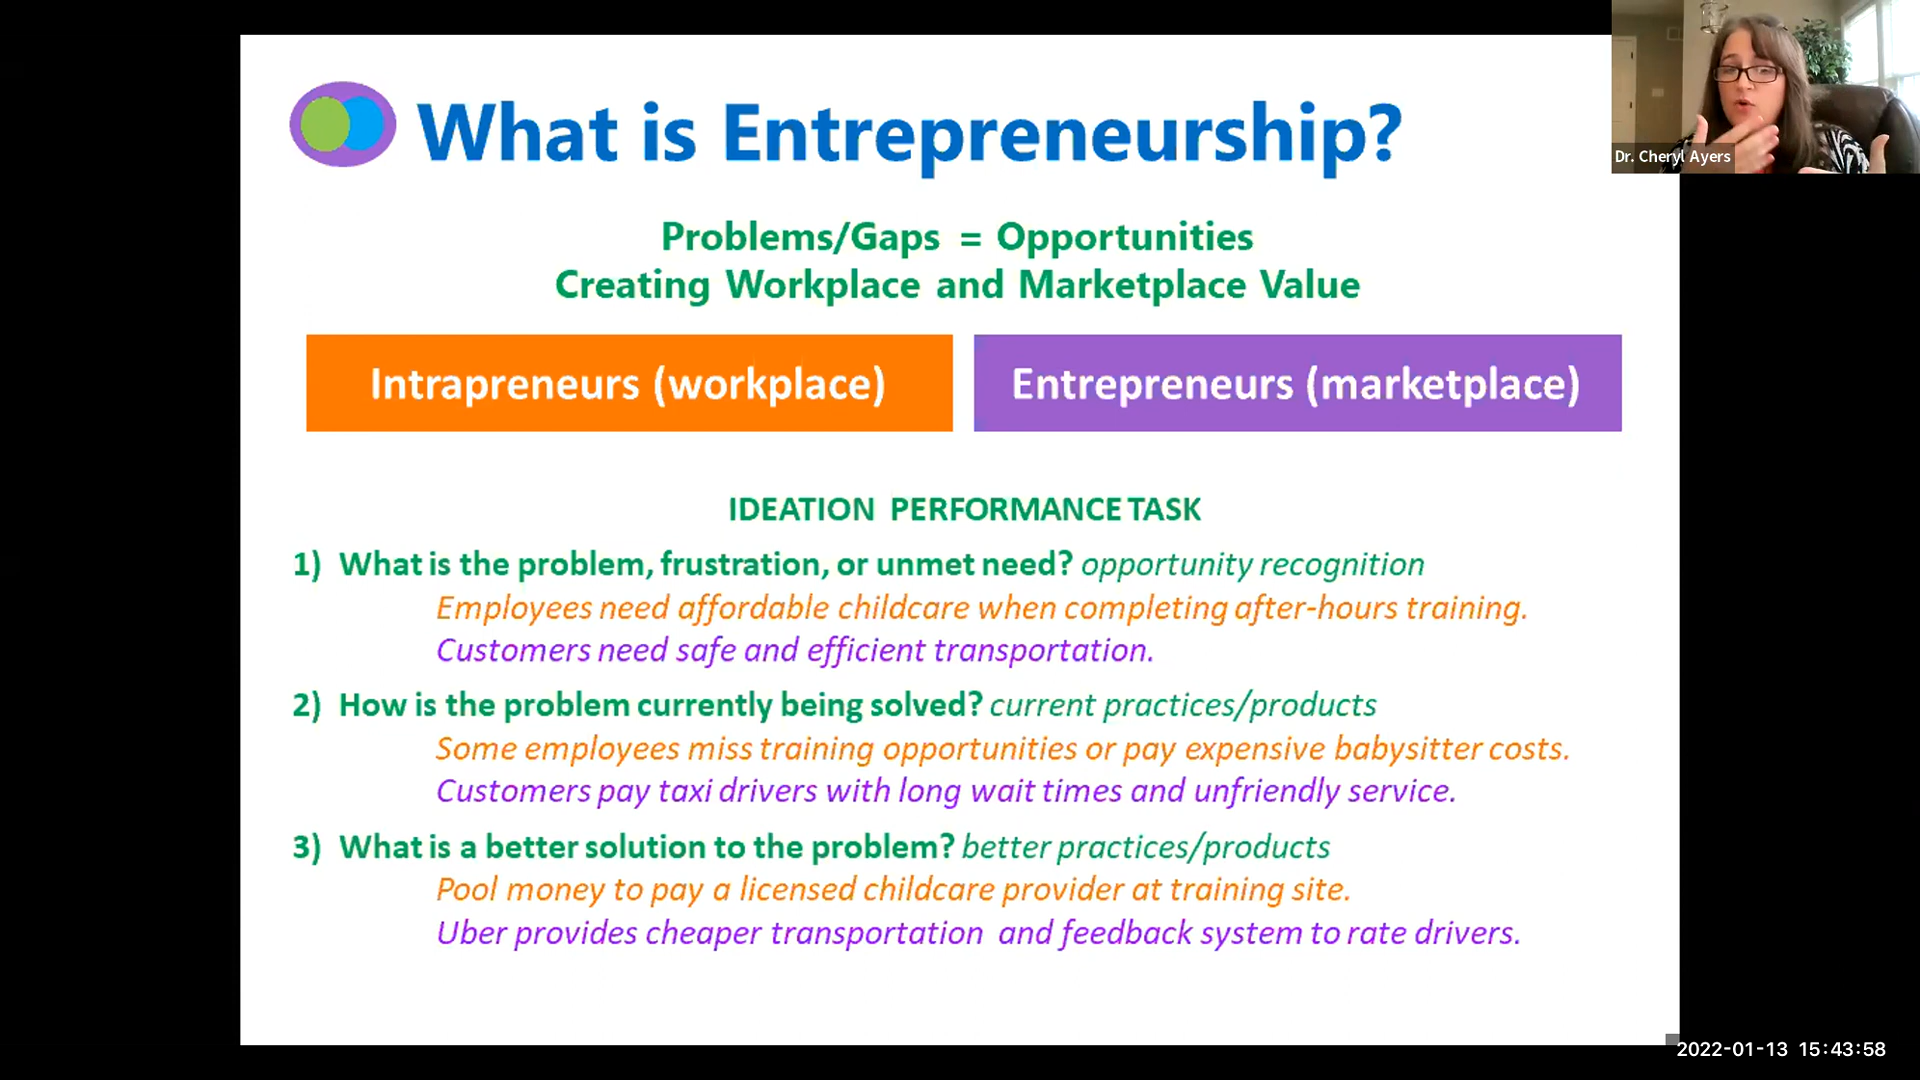 What is Entrepreneurship?
Dr. Cheryl Ayers
Problems/Gaps = Opportunities
Creating Workplace and Marketplace Value
Intrapreneurs (workplace)
Entrepreneurs (marketplace)
IDEATION PERFORMANCE TASK
1) What is the problem, frustration, or unmet need? opportunity recognition
Employees need affordable childcare when completing after-hours training.
Customers need safe and efficient transportation.
2) How is the problem currently being solved? current practices/products
Some employees miss training opportunities or pay expensive babysitter costs.
Customers pay taxi drivers with long wait times and unfriendly service.
3) What is a better solution to the problem? better practices/products
Pool money to pay a licensed childcare provider at training site.
Uber provides cheaper transportation and feedback system to rate drivers.
2022-01-13 15:43:58